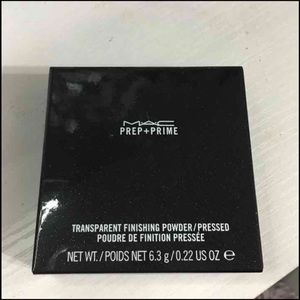 MAC
PREP+PRIME
TRANSPARENT FINISHING POWDER/PRESSED
POUDRE DE FINITION PRESSÉE
NET WT./POIDS NET 6.3 g/0.22 US OZ ℮